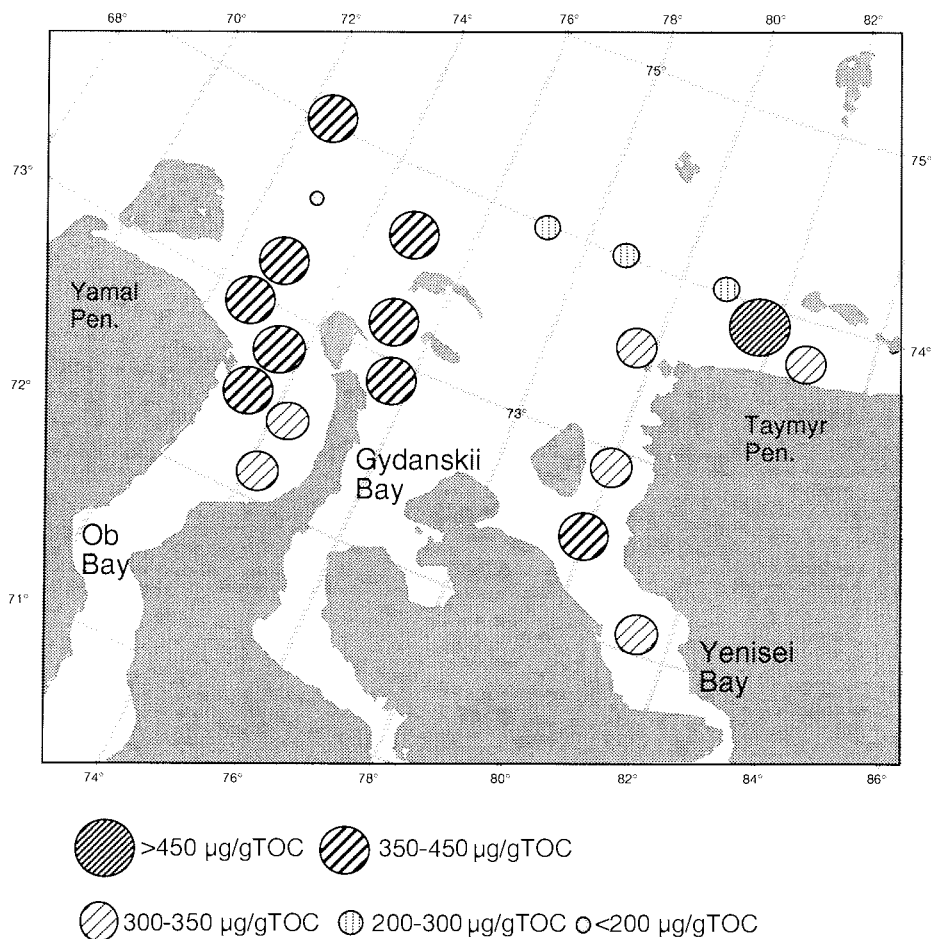 68° 70° 72° 74° 76° 78° 80° 82°
75°
75°
73°
Yamal
Pen.
74°
72°
73°
Taymyr
Pen.
Gydanskii
Bay
Ob
Bay
71°
Yenisei
Bay
74° 76° 78° 80° 82° 84° 86°
>450 µg/gTOC 350-450 µg/gTOC
300-350 µg/gTOC 200-300 µg/gTOC <200 µg/gTOC